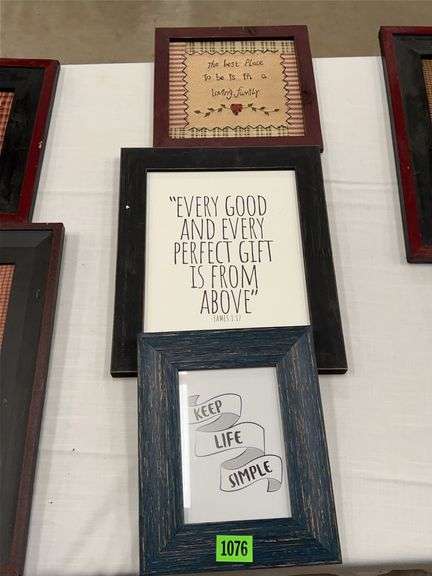 The best Place
to be is in a
loving family
"EVERY GOOD
AND EVERY
PERFECT GIFT
IS FROM
ABOVE"
JAMES 1:17
KEEP
LIFE
SIMPLE
1076